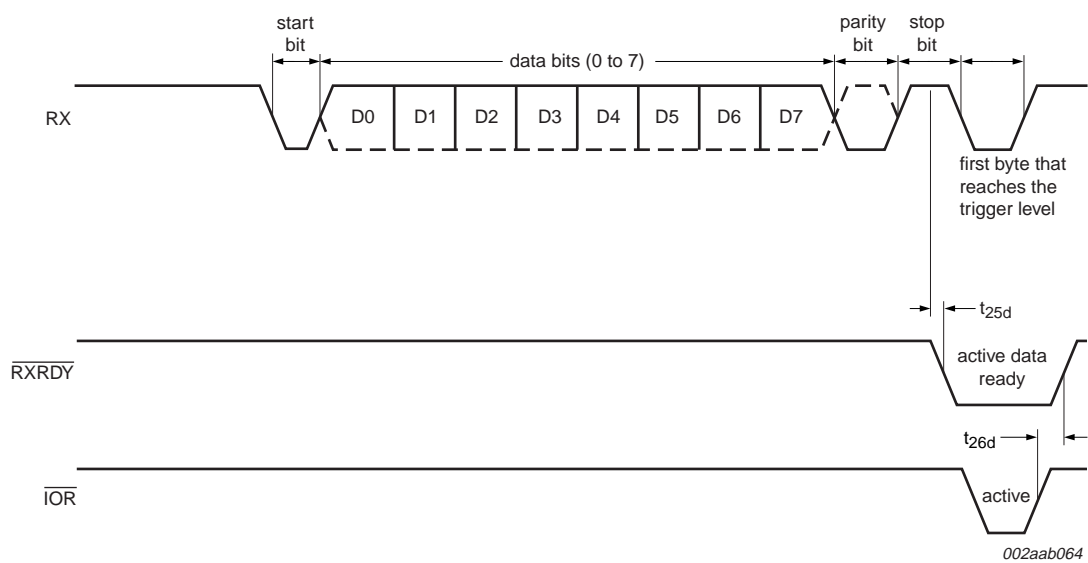 start
bit
data bits (0 to 7)
parity
bit
stop
bit
RX
D0 D1 D2 D3 D4 D5 D6 D7
first byte that
reaches the
trigger level
t25d
RXRDY
active data
ready
t26d
IOR
active
002aab064